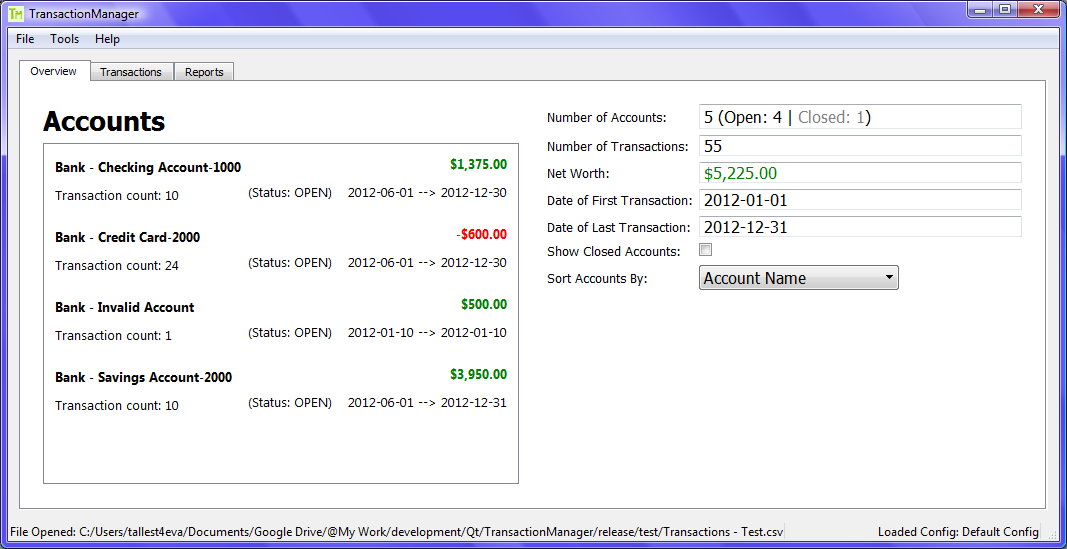 TM TransactionManager
File Tools Help
Overview Transactions Reports
Accounts
Bank - Checking Account-1000 $1,375.00
Transaction count: 10 (Status: OPEN) 2012-06-01 --> 2012-12-30
Bank - Credit Card-2000 -$600.00
Transaction count: 24 (Status: OPEN) 2012-06-01 --> 2012-12-30
Bank - Invalid Account $500.00
Transaction count: 1 (Status: OPEN) 2012-01-10 --> 2012-01-10
Bank - Savings Account-2000 $3,950.00
Transaction count: 10 (Status: OPEN) 2012-06-01 --> 2012-12-31
Number of Accounts: 5 (Open: 4 | Closed: 1)
Number of Transactions: 55
Net Worth: $5,225.00
Date of First Transaction: 2012-01-01
Date of Last Transaction: 2012-12-31
Show Closed Accounts:
Sort Accounts By: Account Name
File Opened: C:/Users/tallest4eva/Documents/Google Drive/@My Work/development/Qt/TransactionManager/release/test/Transactions - Test.csv Loaded Config: Default Config